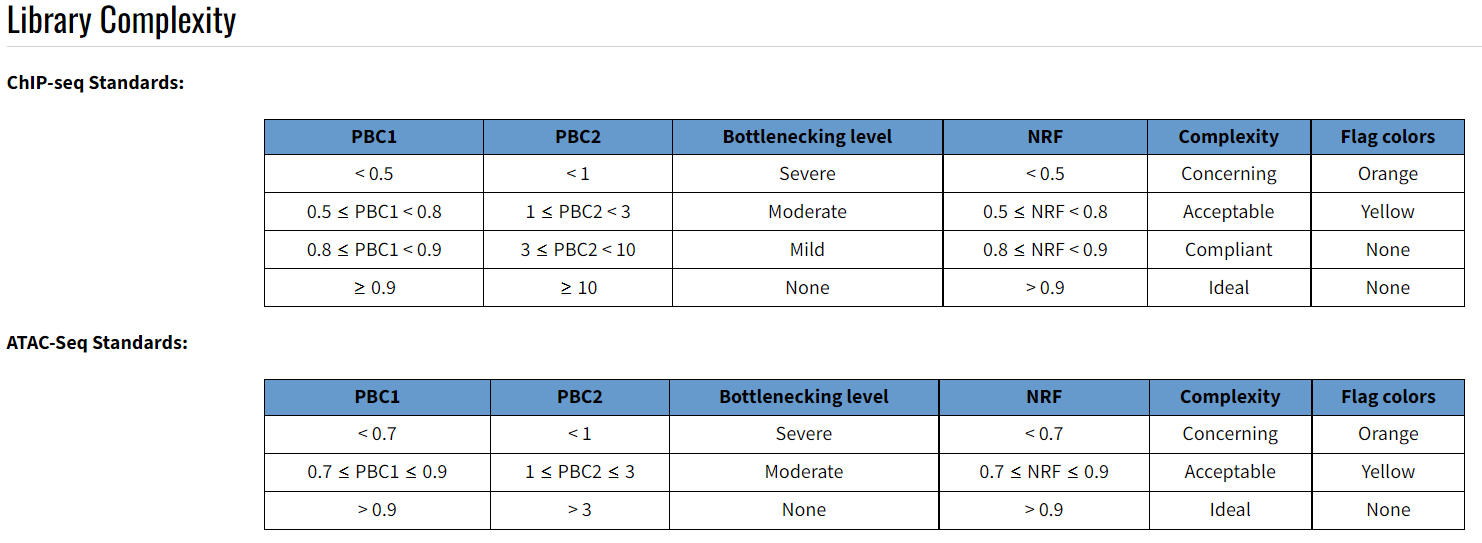 Library Complexity
ChIP-seq Standards:
PBC1 PBC2 Bottlenecking level NRF Complexity Flag colors
< 0.5 < 1 Severe < 0.5 Concerning Orange
0.5 ≤ PBC1 < 0.8 1 ≤ PBC2 < 3 Moderate 0.5 ≤ NRF < 0.8 Acceptable Yellow
0.8 ≤ PBC1 < 0.9 3 ≤ PBC2 < 10 Mild 0.8 ≤ NRF < 0.9 Compliant None
≥ 0.9 ≥ 10 None > 0.9 Ideal None
ATAC-Seq Standards:
PBC1 PBC2 Bottlenecking level NRF Complexity Flag colors
< 0.7 < 1 Severe < 0.7 Concerning Orange
0.7 ≤ PBC1 ≤ 0.9 1 ≤ PBC2 ≤ 3 Moderate 0.7 ≤ NRF ≤ 0.9 Acceptable Yellow
> 0.9 > 3 None > 0.9 Ideal None